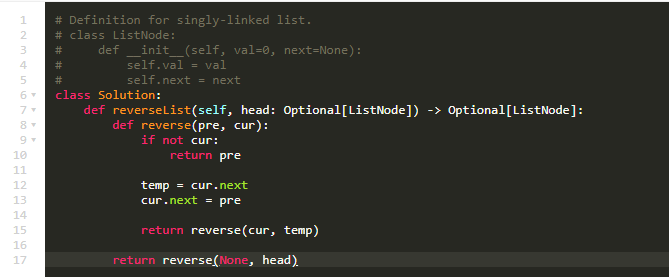 1 # Definition for singly-linked list.
2 # class ListNode:
3 #     def __init__(self, val=0, next=None):
4 #         self.val = val
5 #         self.next = next
6 class Solution:
7     def reverseList(self, head: Optional[ListNode]) -> Optional[ListNode]:
8         def reverse(pre, cur):
9             if not cur:
10                 return pre
11
12             temp = cur.next
13             cur.next = pre
14
15             return reverse(cur, temp)
16
17         return reverse(None, head)